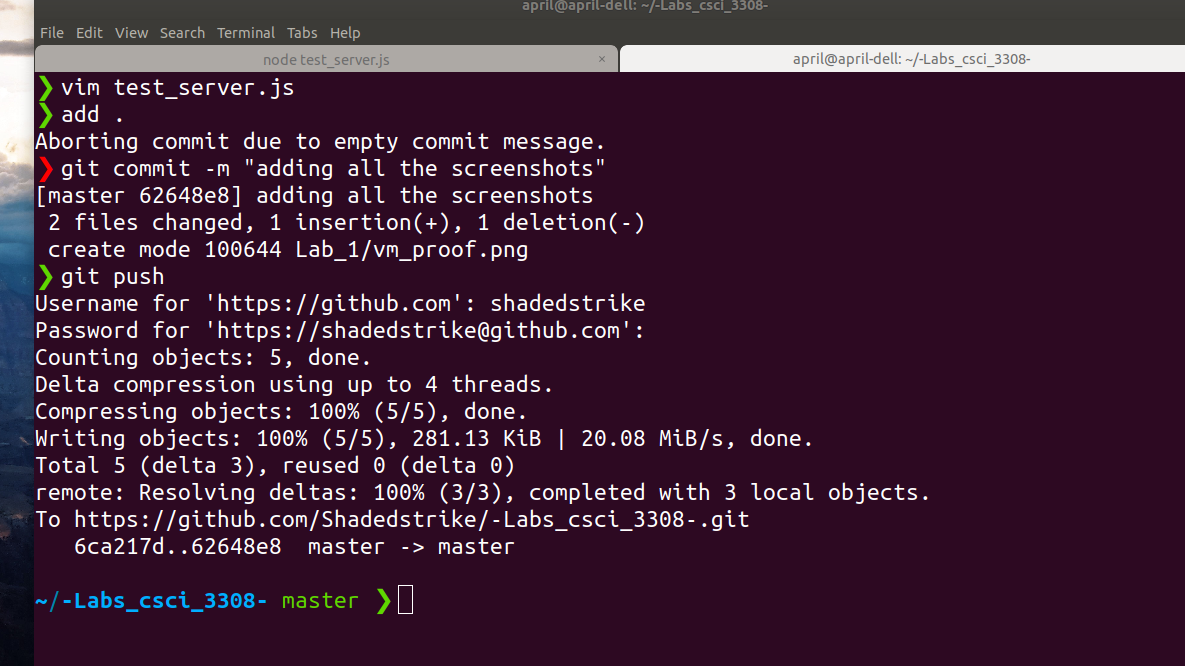 april@april-dell: ~/-Labs_csci_3308-
File Edit View Search Terminal Tabs Help
node test_server.js × april@april-dell: ~/-Labs_csci_3308-
❯ vim test_server.js
❯ add .
Aborting commit due to empty commit message.
❯ git commit -m "adding all the screenshots"
[master 62648e8] adding all the screenshots
 2 files changed, 1 insertion(+), 1 deletion(-)
 create mode 100644 Lab_1/vm_proof.png
❯ git push
Username for 'https://github.com': shadedstrike
Password for 'https://shadedstrike@github.com':
Counting objects: 5, done.
Delta compression using up to 4 threads.
Compressing objects: 100% (5/5), done.
Writing objects: 100% (5/5), 281.13 KiB | 20.08 MiB/s, done.
Total 5 (delta 3), reused 0 (delta 0)
remote: Resolving deltas: 100% (3/3), completed with 3 local objects.
To https://github.com/Shadedstrike/-Labs_csci_3308-.git
   6ca217d..62648e8  master -> master
~/-Labs_csci_3308- master ❯